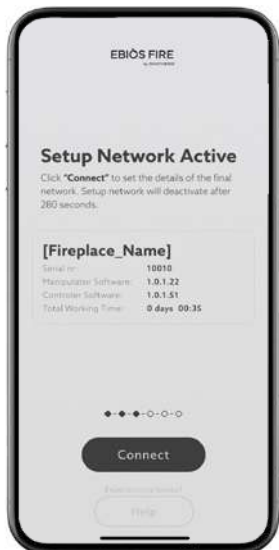 EBIÒS FIRE
Setup Network Active
Click "Connect" to set the details of the final
network. Setup network will deactivate after
280 seconds.
[Fireplace_Name]
Serial nr: 10010
Manipulator Software: 1.0.1.22
Controller Software: 1.0.1.51
Total Working Time: 0 days 00:35
Connect
Help